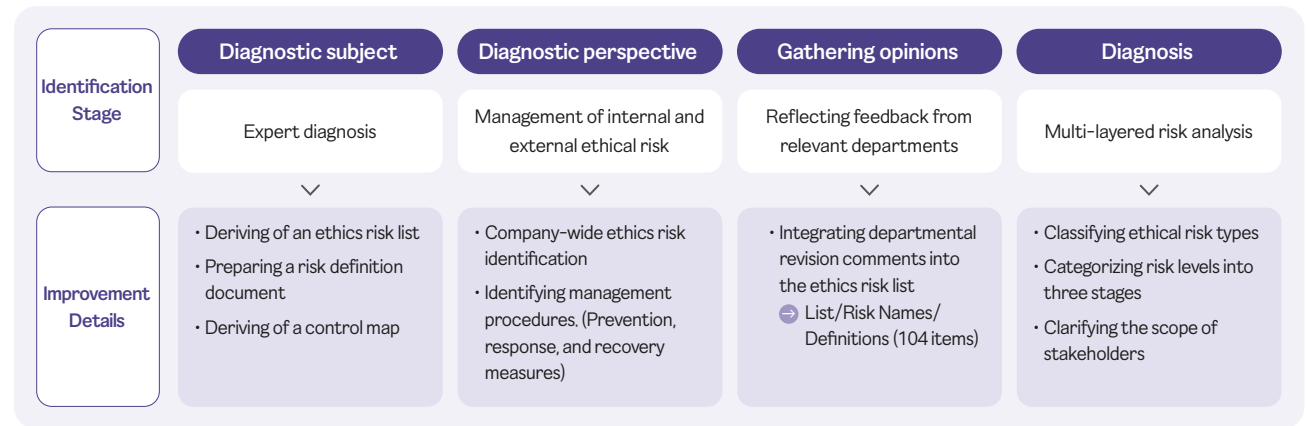 Identification
Stage
Diagnostic subject
Expert diagnosis
Diagnostic perspective
Management of internal and
external ethical risk
Gathering opinions
Reflecting feedback from
relevant departments
Diagnosis
Multi-layered risk analysis
Improvement
Details
• Deriving of an ethics risk list
• Preparing a risk definition
document
• Deriving of a control map
• Company-wide ethics risk
identification
• Identifying management
procedures. (Prevention,
response, and recovery
measures)
• Integrating departmental
revision comments into
the ethics risk list
→ List/Risk Names/
Definitions (104 items)
• Classifying ethical risk types
• Categorizing risk levels into
three stages
• Clarifying the scope of
stakeholders